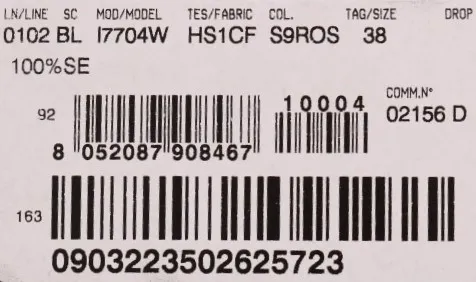 LN/LINE SC MOD/MODEL TES/FABRIC COL. TAG/SIZE DROP
0102 BL I7704W HS1CF S9ROS 38
100%SE
92 10004 COMM.N°
02156 D
8 052087 908467
163
0903223502625723